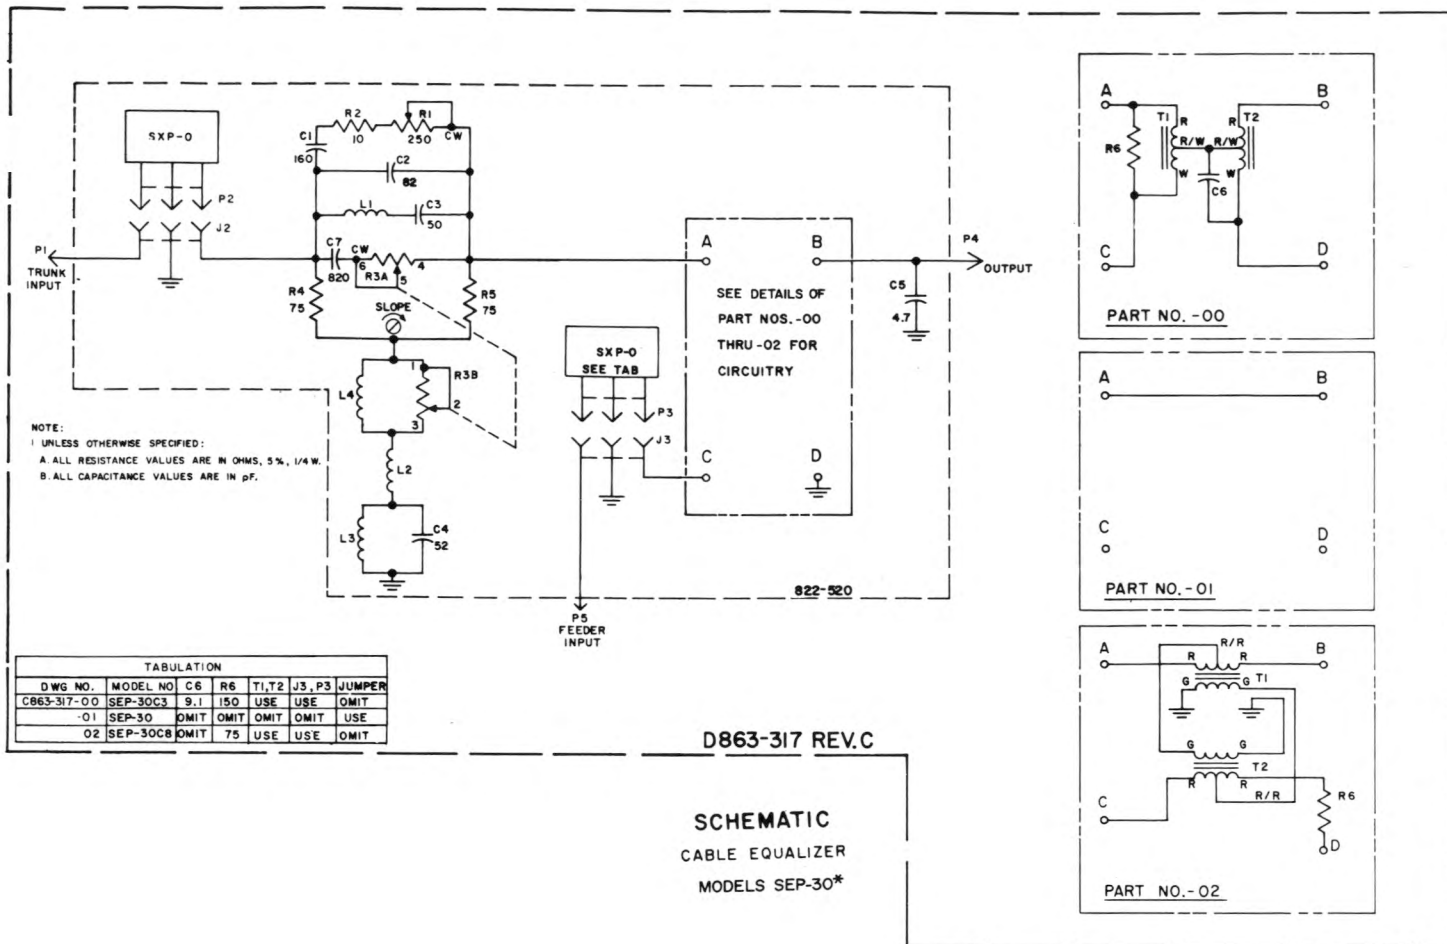 SXP-0
P2
J2
P1
TRUNK
INPUT
R2
10
R1
250
CW
C1
160
C2
82
L1
C3
50
C7
820
CW
6
R3A
5
4
R4
75
R5
75
SLOPE
1
R3B
2
3
L4
L2
L3
C4
52
SXP-0
SEE TAB
P3
J3
P5
FEEDER
INPUT
A
B
SEE DETAILS OF
PART NOS.-00
THRU-02 FOR
CIRCUITRY
C
D
C5
4.7
P4
OUTPUT
822-520
NOTE:
1 UNLESS OTHERWISE SPECIFIED:
A. ALL RESISTANCE VALUES ARE IN OHMS, 5%, 1/4 W.
B. ALL CAPACITANCE VALUES ARE IN pF.
TABULATION
DWG NO. MODEL NO C6 R6 T1,T2 J3,P3 JUMPER
C863-317-00 SEP-30C3 9.1 150 USE USE OMIT
-01 SEP-30 OMIT OMIT OMIT OMIT USE
02 SEP-30C8 OMIT 75 USE USE OMIT
D863-317 REV.C
SCHEMATIC
CABLE EQUALIZER
MODELS SEP-30*
A
B
R6
T1
R
R/W
W
R
T2
R/W
W
C6
C
D
PART NO. -00
A
B
C
D
PART NO.-01
A
R/R
B
R
R
G
G
T1
G
G
T2
R
R
R/R
C
R6
D
PART NO.-02